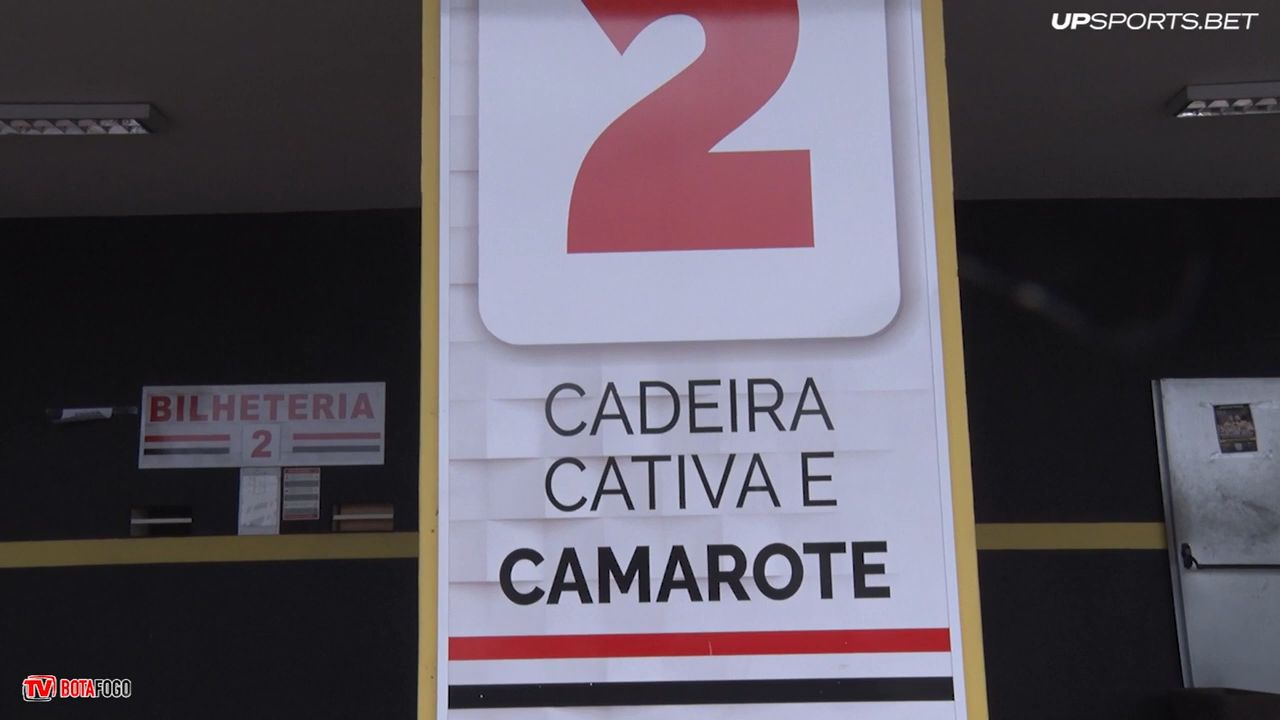 UPSPORTS.BET
2
CADEIRA
CATIVA E
CAMAROTE
BILHETERIA
2
TV BOTAFOGO